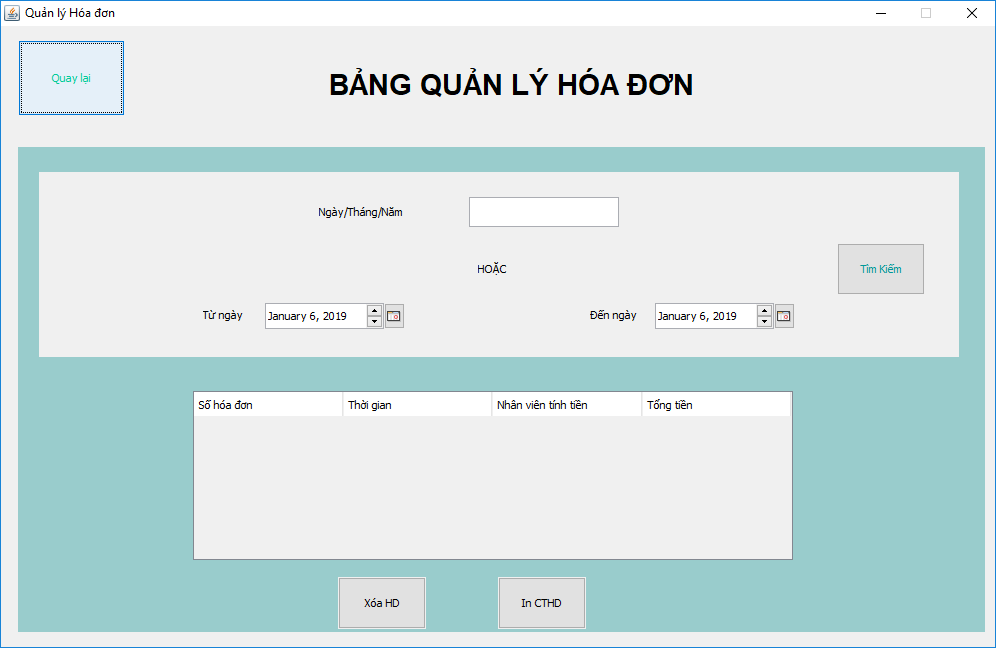 Quản lý Hóa đơn
Quay lại
BẢNG QUẢN LÝ HÓA ĐƠN
Ngày/Tháng/Năm
HOẶC
Tìm Kiếm
Từ ngày January 6, 2019 Đến ngày January 6, 2019
Số hóa đơn Thời gian Nhân viên tính tiền Tổng tiền
Xóa HD In CTHD